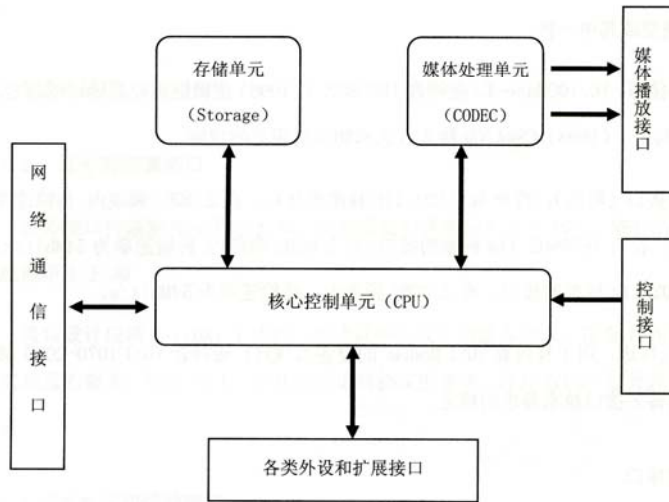 存储单元
（Storage）
媒体处理单元
（CODEC）
媒体播放接口
网络通信接口
核心控制单元（CPU）
控制接口
各类外设和扩展接口